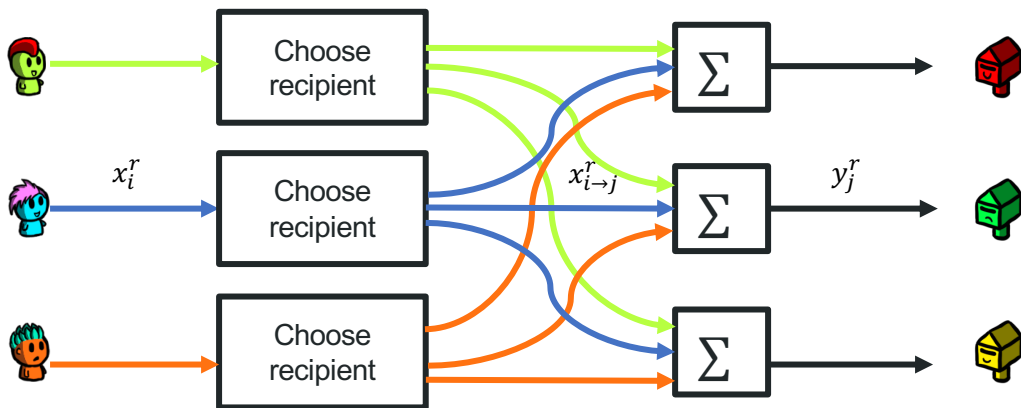 Choose
recipient
∑
Choose
recipient
∑
Choose
recipient
∑
x_i^r
x_{i→j}^r
y_j^r